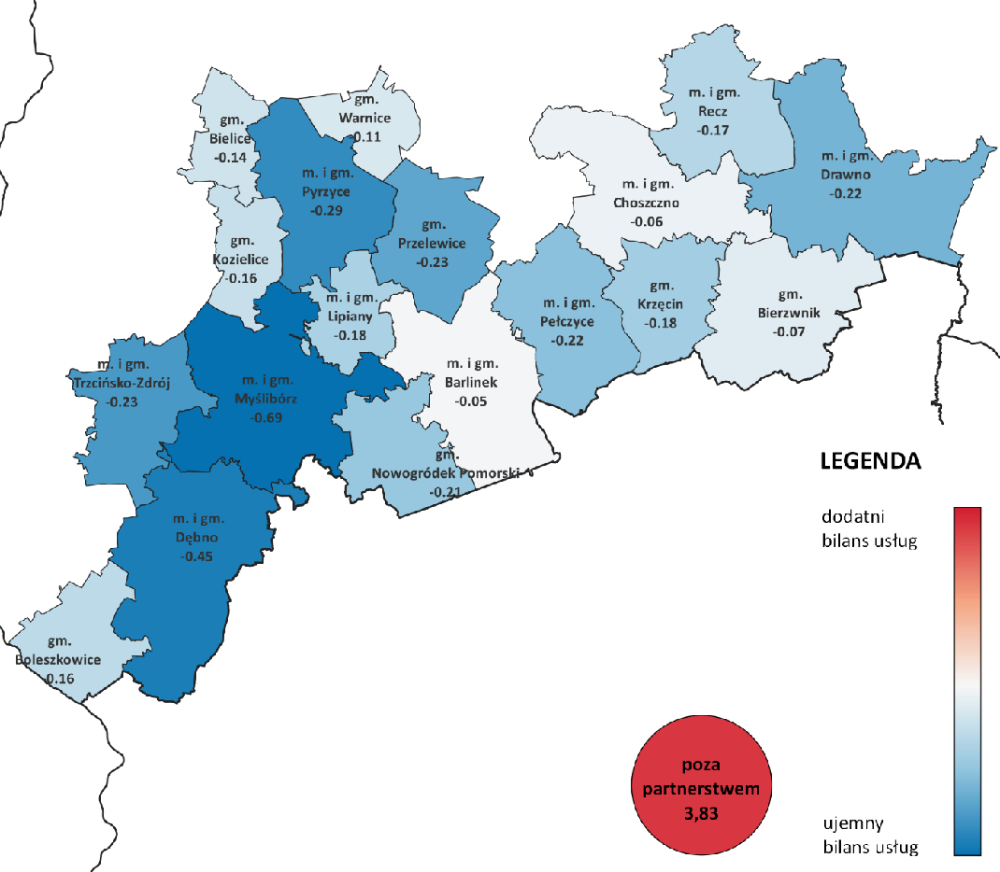 m. i gm.
Recz
-0.17
gm.
Warnice
-0.11
gm.
Bielice
-0.14
m. i gm.
Drawno
-0.22
m. i gm.
Pyrzyce
-0.29
m. i gm.
Choszczno
-0.06
gm.
Przelewice
-0.23
gm.
Kozielice
-0.16
gm.
Krzęcin
-0.18
gm.
Bierzwnik
-0.07
m. i gm.
Lipiany
-0.18
m. i gm.
Pełczyce
-0.22
m. i gm.
Trzcińsko-Zdrój
-0.23
m. i gm.
Barlinek
-0.05
m. i gm.
Myślibórz
-0.69
gm.
Nowogródek Pomorski
-0.21
m. i gm.
Dębno
-0.45
gm.
Boleszkowice
-0.16
LEGENDA
dodatni
bilans usług
ujemny
bilans usług
poza
partnerstwem
3,83